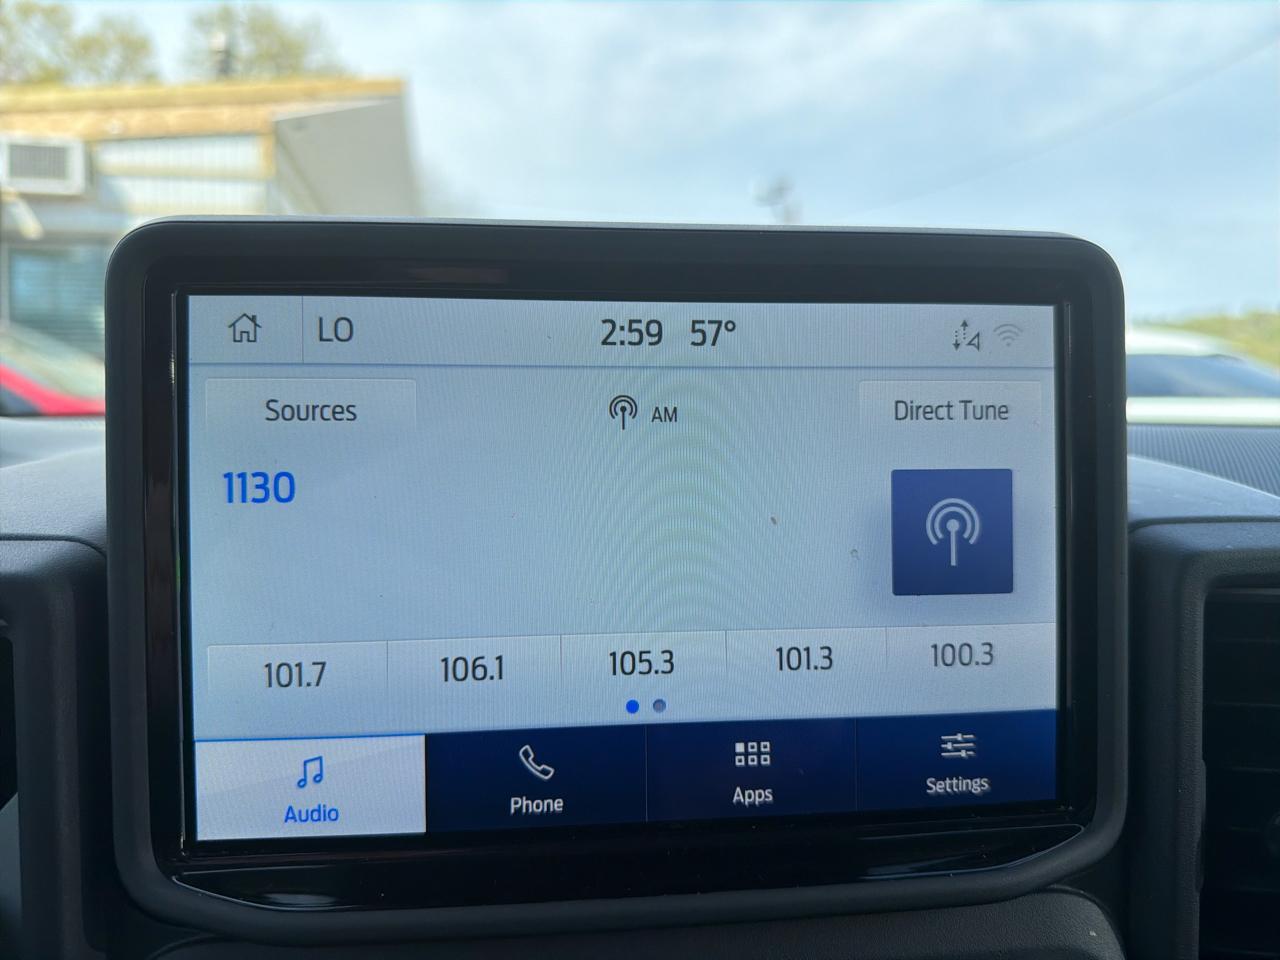 LO 2:59 57°
Sources AM Direct Tune
1130
101.7 106.1 105.3 101.3 100.3
Audio Phone Apps Settings